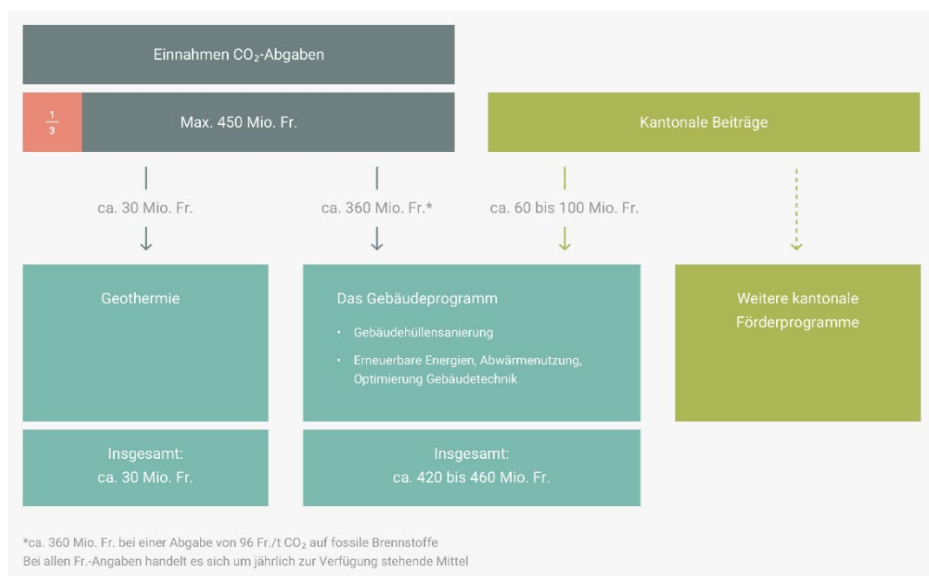 Einnahmen CO₂-Abgaben
1/3
Max. 450 Mio. Fr.
Kantonale Beiträge
ca. 30 Mio. Fr.
ca. 360 Mio. Fr.*
ca. 60 bis 100 Mio. Fr.
Geothermie
Das Gebäudeprogramm
• Gebäudehüllensanierung
• Erneuerbare Energien, Abwärmenutzung,
Optimierung Gebäudetechnik
Weitere kantonale
Förderprogramme
Insgesamt:
ca. 30 Mio. Fr.
Insgesamt:
ca. 420 bis 460 Mio. Fr.
*ca. 360 Mio. Fr. bei einer Abgabe von 96 Fr./t CO₂ auf fossile Brennstoffe
Bei allen Fr.-Angaben handelt es sich um jährlich zur Verfügung stehende Mittel